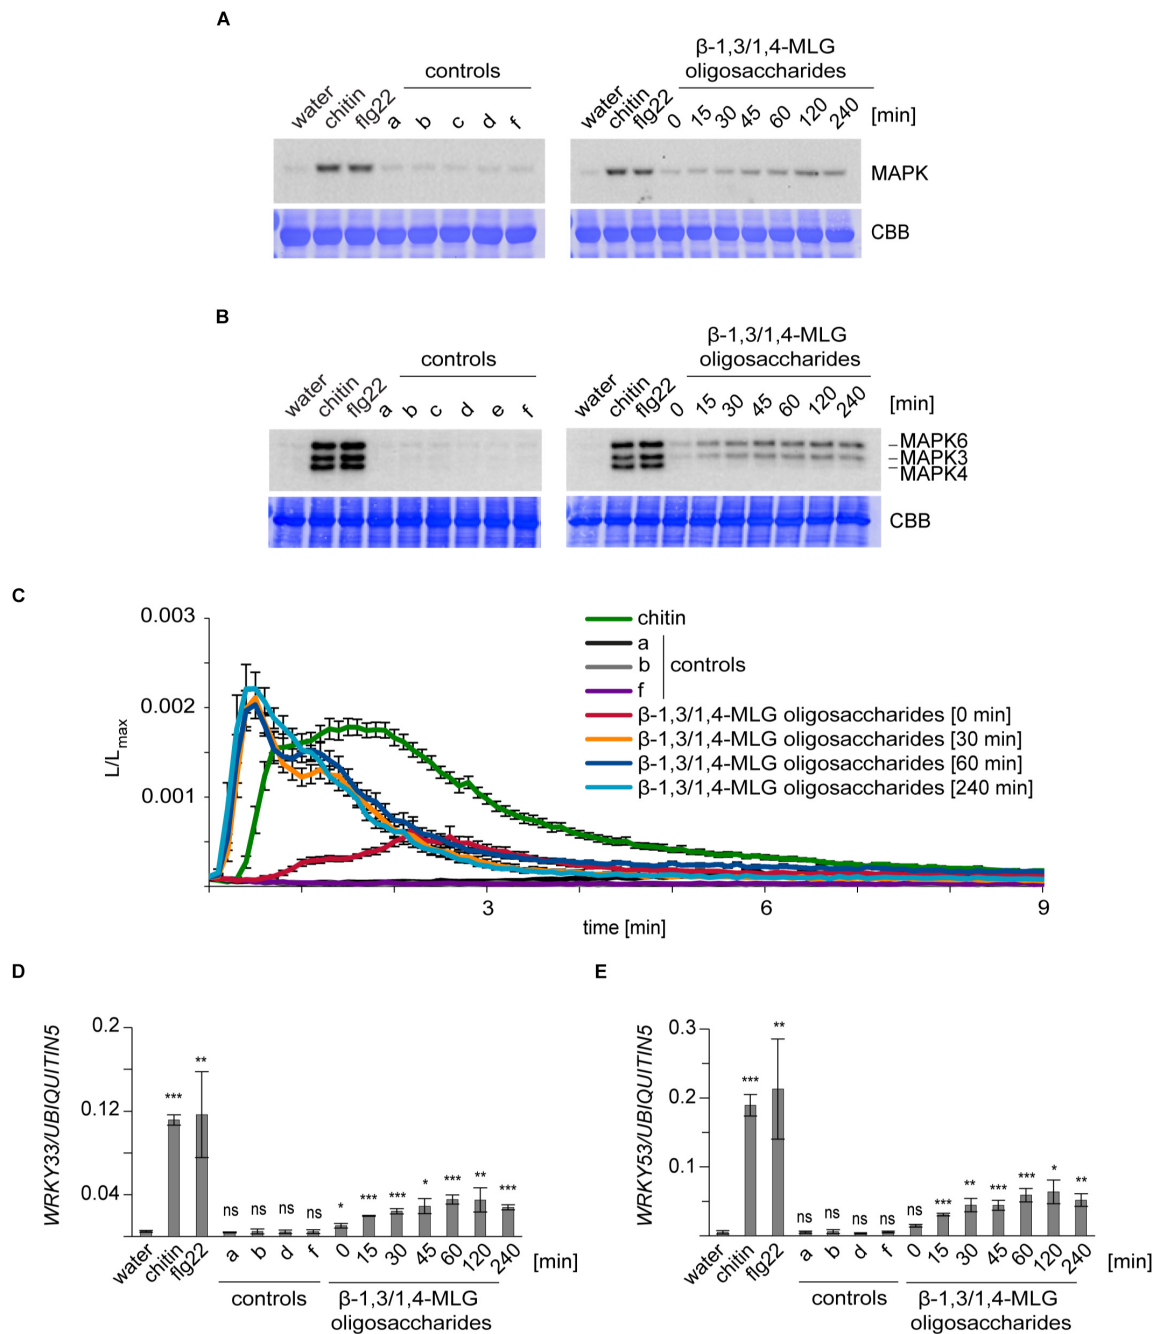 A
β-1,3/1,4-MLG
controls oligosaccharides
water chitin flg22 a b c d f water chitin flg22 0 15 30 45 60 120 240 [min]
MAPK
CBB
B
β-1,3/1,4-MLG
controls oligosaccharides
water chitin flg22 a b c d e f water chitin flg22 0 15 30 45 60 120 240 [min]
MAPK6
MAPK3
MAPK4
CBB
C
0.003
0.002
0.001
L/Lmax
chitin
a
b controls
f
β-1,3/1,4-MLG oligosaccharides [0 min]
β-1,3/1,4-MLG oligosaccharides [30 min]
β-1,3/1,4-MLG oligosaccharides [60 min]
β-1,3/1,4-MLG oligosaccharides [240 min]
3 6 9
time [min]
D
WRKY33/UBIQUITIN5
0.2
0.12
0.04
*** ** ns ns ns ns * *** *** * *** ** ***
water chitin flg22 a b d f 0 15 30 45 60 120 240 [min]
controls β-1,3/1,4-MLG
oligosaccharides
E
WRKY53/UBIQUITIN5
0.3
0.2
0.1
*** ** ns ns ns ns ns *** ** *** *** * **
water chitin flg22 a b d f 0 15 30 45 60 120 240 [min]
controls β-1,3/1,4-MLG
oligosaccharides